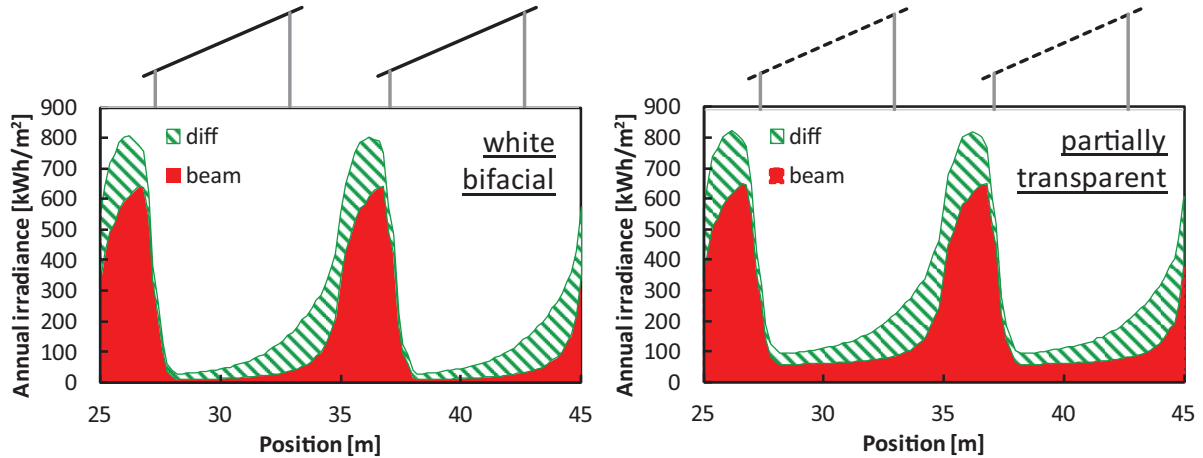 Annual irradiance [kWh/m²]
900
800
700
600
500
400
300
200
100
0
diff
beam
white
bifacial
25
30
35
40
45
Position [m]
Annual irradiance [kWh/m²]
900
800
700
600
500
400
300
200
100
0
diff
beam
partially
transparent
25
30
35
40
45
Position [m]